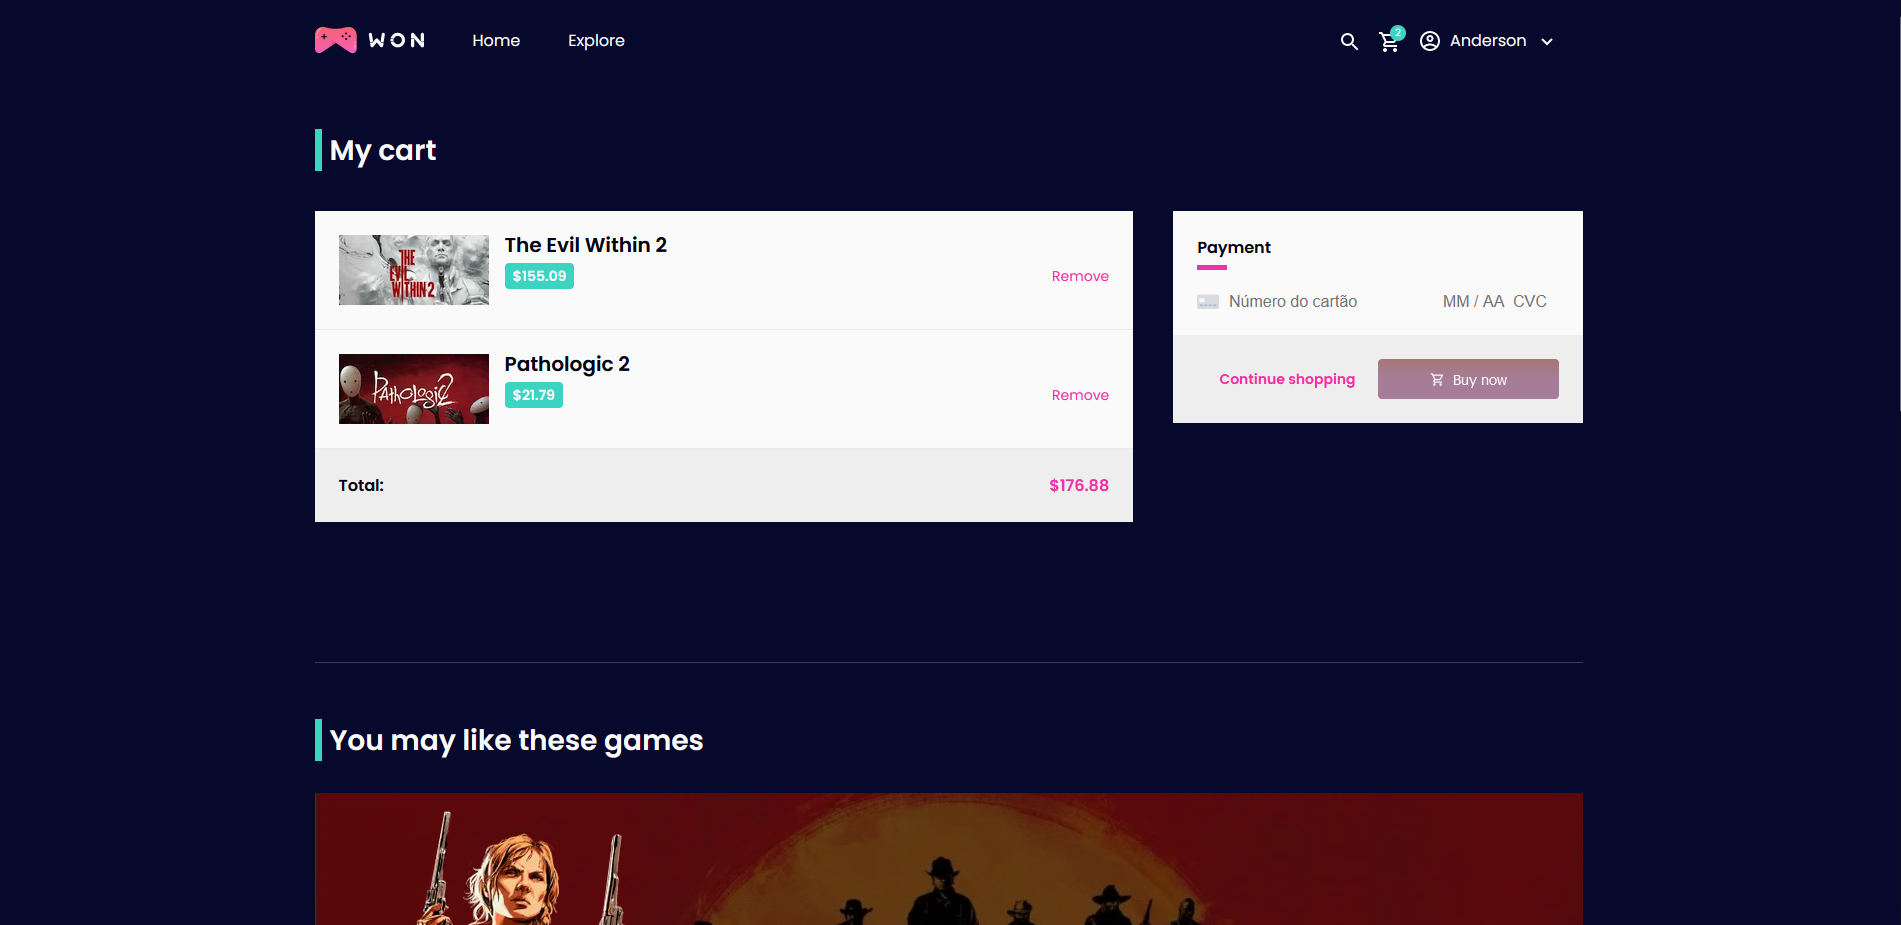 WON Home Explore 2 Anderson
My cart
THE EVIL WITHIN 2
The Evil Within 2
$155.09
Remove
PATHOLOGIC 2
Pathologic 2
$21.79
Remove
Total: $176.88
Payment
Número do cartão MM / AA CVC
Continue shopping Buy now
You may like these games